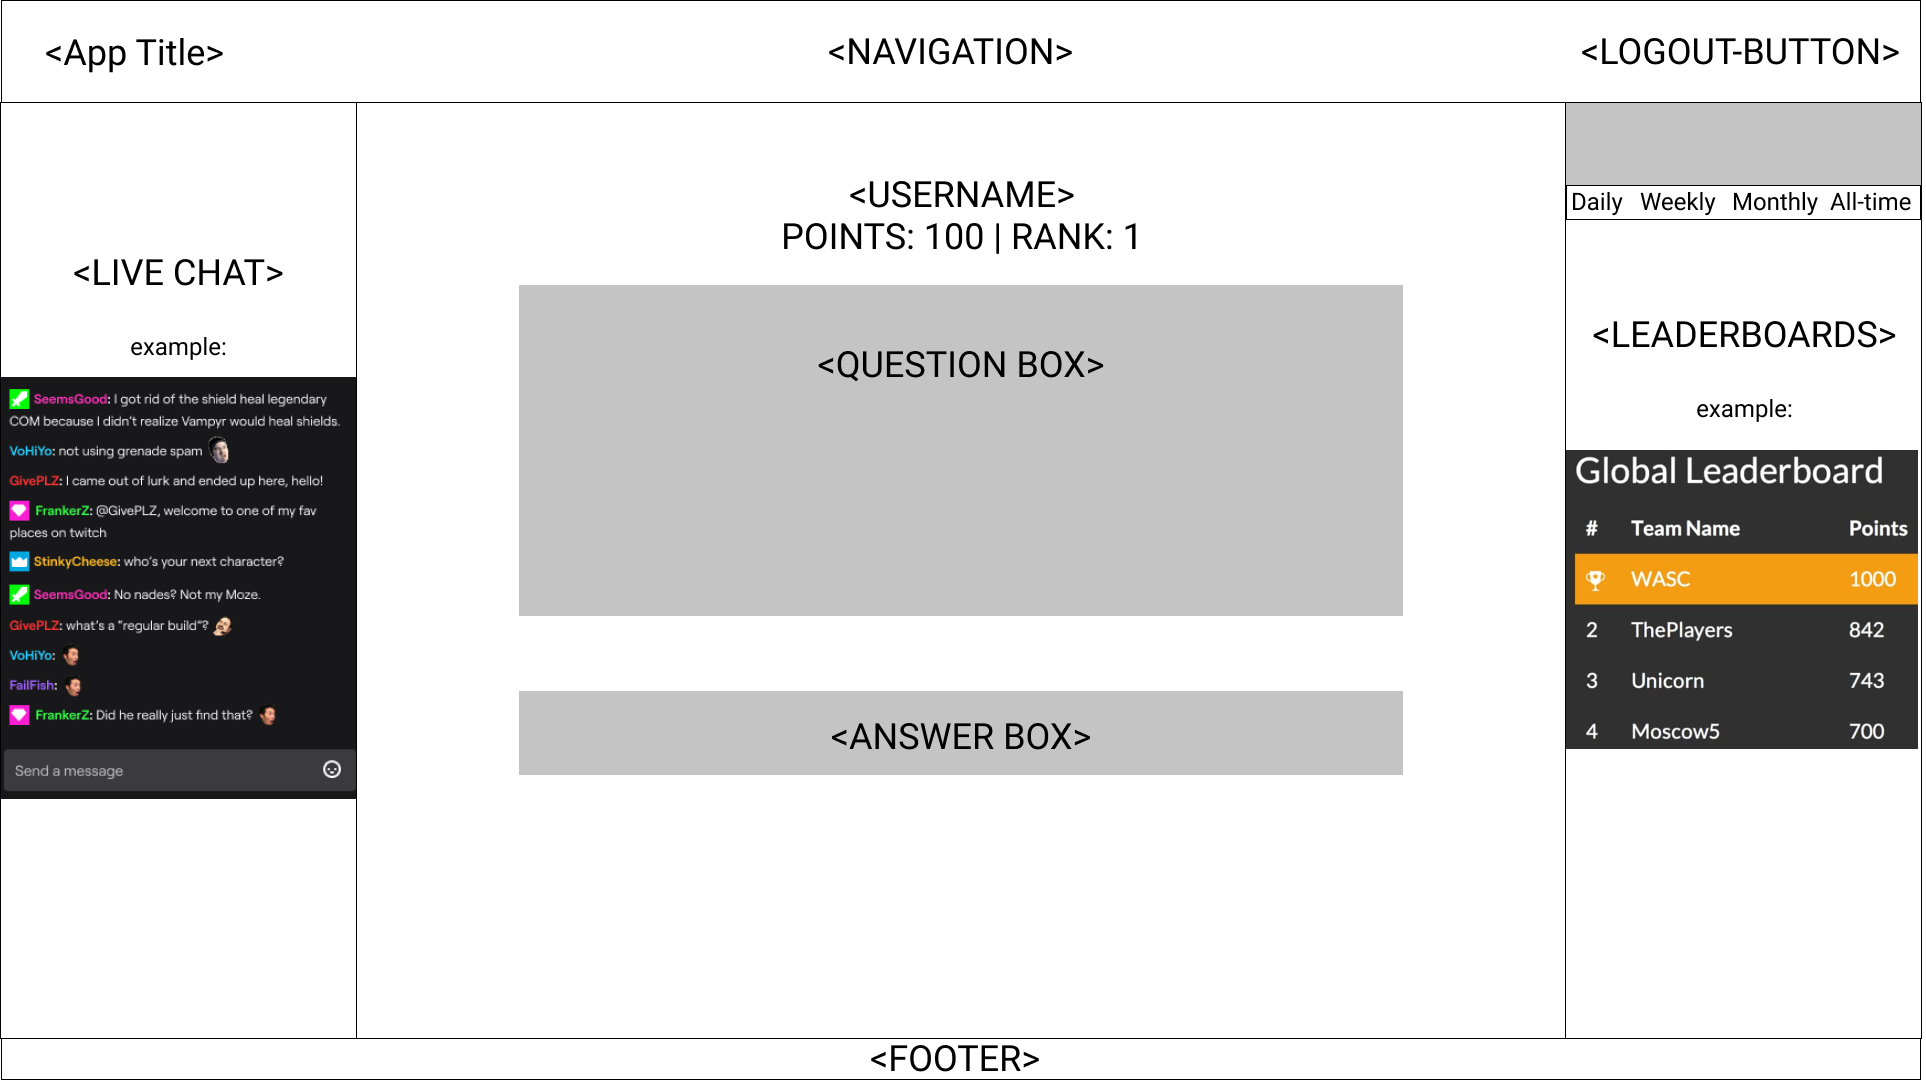 <App Title>
<NAVIGATION>
<LOGOUT-BUTTON>
<LIVE CHAT>
example:
SeemsGood: I got rid of the shield heal legendary
COM because I didn't realize Vampyr would heal shields.
VoHiYo: not using grenade spam
GivePLZ: I came out of lurk and ended up here, hello!
FrankerZ: @GivePLZ, welcome to one of my fav
places on twitch
StinkyCheese: who's your next character?
SeemsGood: No nades? Not my Moze.
GivePLZ: what's a "regular build"?
VoHiYo:
FailFish:
FrankerZ: Did he really just find that?
Send a message
<USERNAME>
POINTS: 100 | RANK: 1
<QUESTION BOX>
<ANSWER BOX>
Daily Weekly Monthly All-time
<LEADERBOARDS>
example:
Global Leaderboard
# Team Name Points
WASC 1000
2 ThePlayers 842
3 Unicorn 743
4 Moscow5 700
<FOOTER>